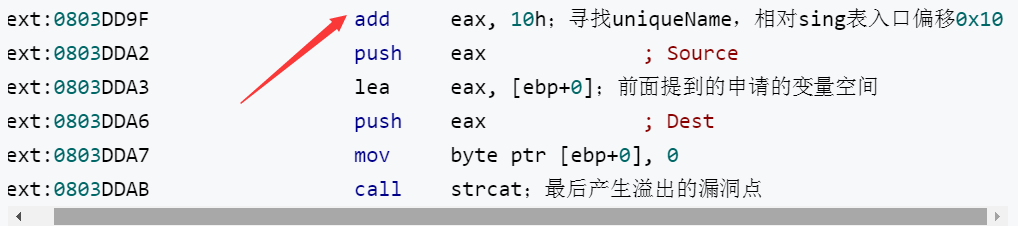 ext:0803DD9F add eax, 10h；寻找uniqueName，相对sing表入口偏移0x10
ext:0803DDA2 push eax ; Source
ext:0803DDA3 lea eax, [ebp+0]；前面提到的申请的变量空间
ext:0803DDA6 push eax ; Dest
ext:0803DDA7 mov byte ptr [ebp+0], 0
ext:0803DDAB call strcat；最后产生溢出的漏洞点